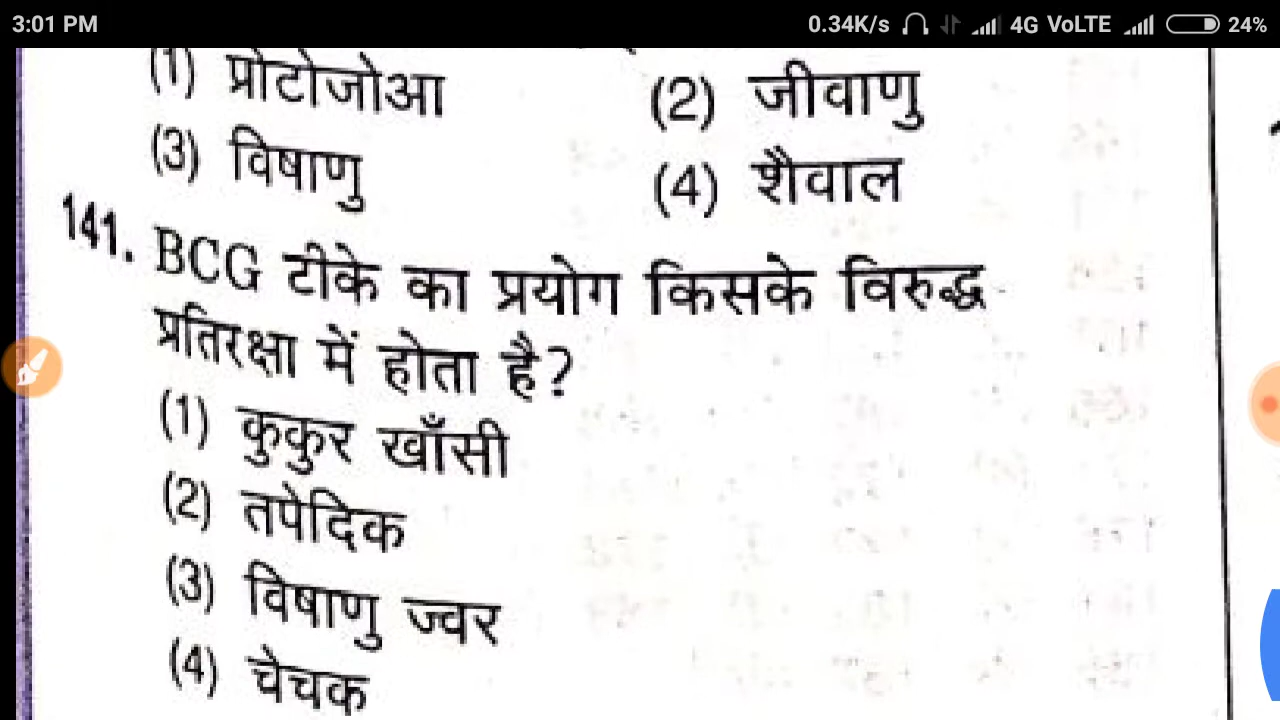 3:01 PM 0.34K/s 4G VoLTE 24%
(1) प्रोटोजोआ (2) जीवाणु
(3) विषाणु (4) शैवाल
141. BCG टीके का प्रयोग किसके विरुद्ध
प्रतिरक्षा में होता है?
(1) कुकुर खाँसी
(2) तपेदिक
(3) विषाणु ज्वर
(4) चेचक